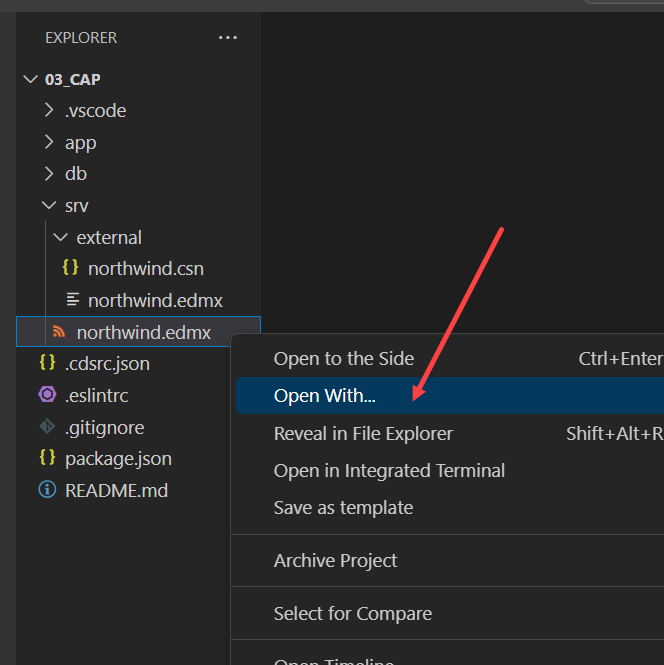 EXPLORER ...
03_CAP
.vscode
app
db
srv
external
{} northwind.csn
northwind.edmx
northwind.edmx
{} .cdsrc.json
.eslintrc
.gitignore
{} package.json
README.md
Open to the Side Ctrl+Enter
Open With...
Reveal in File Explorer Shift+Alt+R
Open in Integrated Terminal
Save as template
Archive Project
Select for Compare
Open Timeline